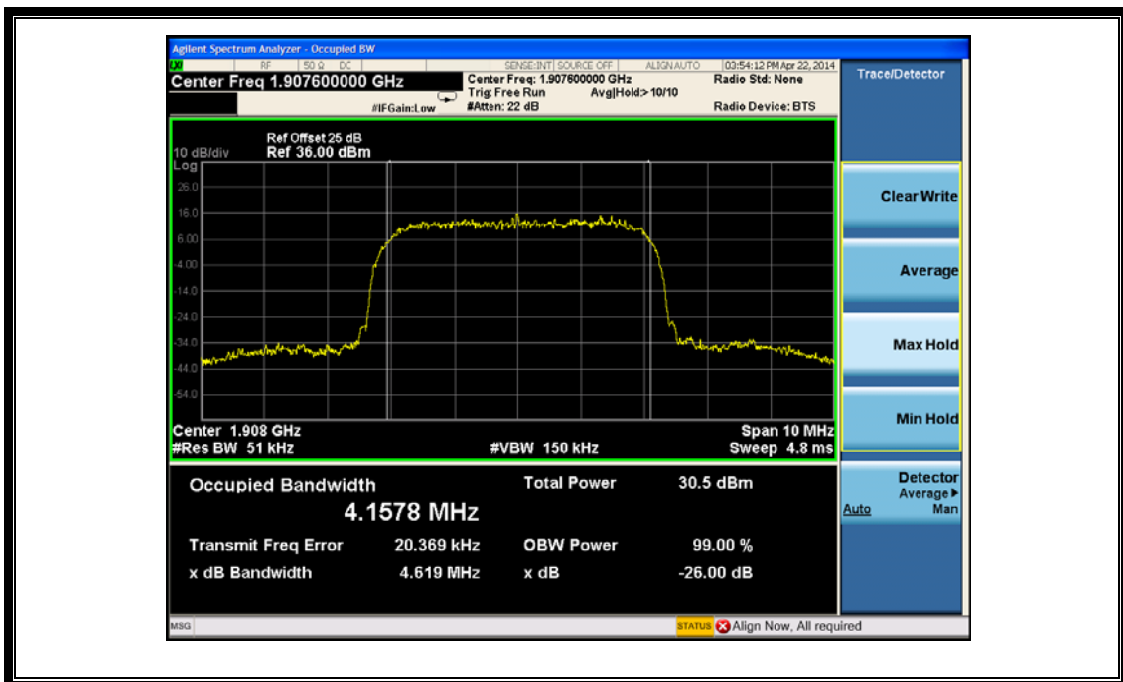 Agilent Spectrum Analyzer - Occupied BW
LXI RF 50 Ω DC SENSE:INT SOURCE OFF ALIGNAUTO 03:54:12 PM Apr 22, 2014
Center Freq 1.907600000 GHz
Center Freq: 1.907600000 GHz Radio Std: None
Trig: Free Run Avg|Hold:> 10/10
#IFGain:Low #Atten: 22 dB Radio Device: BTS
Ref Offset 25 dB
10 dB/div Ref 36.00 dBm
Log
26.0
16.0
6.00
-4.00
-14.0
-24.0
-34.0
-44.0
-54.0
Center 1.908 GHz Span 10 MHz
#Res BW 51 kHz #VBW 150 kHz Sweep 4.8 ms
Occupied Bandwidth Total Power 30.5 dBm
4.1578 MHz
Transmit Freq Error 20.369 kHz OBW Power 99.00 %
x dB Bandwidth 4.619 MHz x dB -26.00 dB
MSG STATUS Align Now, All required
Trace/Detector
Clear Write
Average
Max Hold
Min Hold
Detector
Average ▶
Auto Man